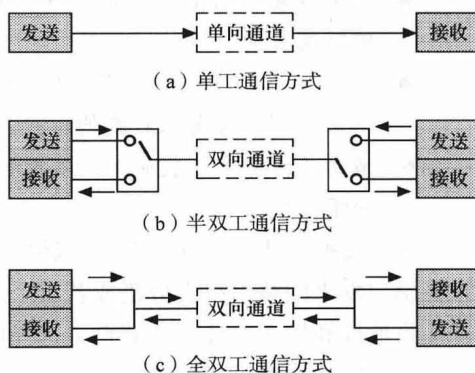 发送 单向通道 接收
(a)单工通信方式
发送 双向通道 发送
接收 接收
(b)半双工通信方式
发送 双向通道 接收
接收 发送
(c)全双工通信方式